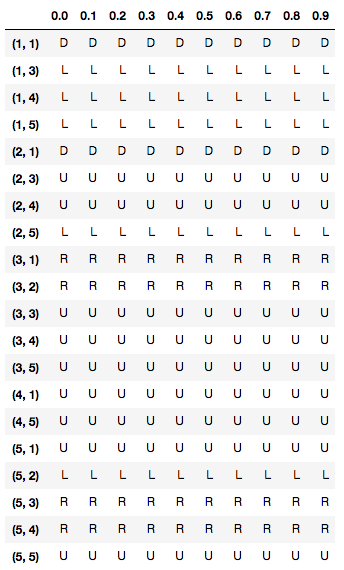 0.0 0.1 0.2 0.3 0.4 0.5 0.6 0.7 0.8 0.9
(1, 1) D D D D D D D D D D
(1, 3) L L L L L L L L L L
(1, 4) L L L L L L L L L L
(1, 5) L L L L L L L L L L
(2, 1) D D D D D D D D D D
(2, 3) U U U U U U U U U U
(2, 4) U U U U U U U U U U
(2, 5) L L L L L L L L L L
(3, 1) R R R R R R R R R R
(3, 2) R R R R R R R R R R
(3, 3) U U U U U U U U U U
(3, 4) U U U U U U U U U U
(3, 5) U U U U U U U U U U
(4, 1) U U U U U U U U U U
(4, 5) U U U U U U U U U U
(5, 1) U U U U U U U U U U
(5, 2) L L L L L L L L L L
(5, 3) R R R R R R R R R R
(5, 4) R R R R R R R R R R
(5, 5) U U U U U U U U U U